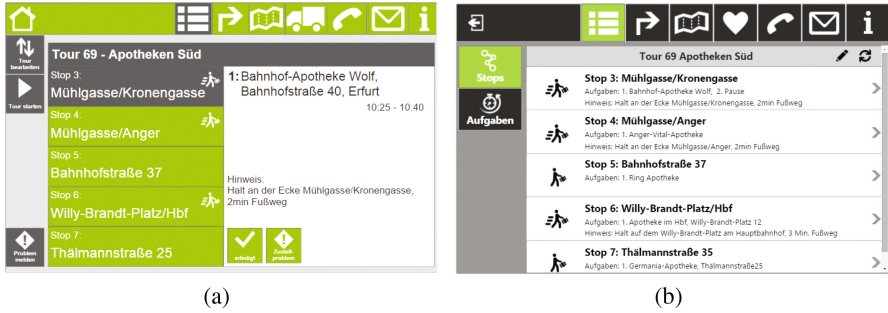 Tour bearbeiten
Tour starten
Problem melden
Tour 69 - Apotheken Süd
Stop 3:
Mühlgasse/Kronengasse
Stop 4:
Mühlgasse/Anger
Stop 5:
Bahnhofstraße 37
Stop 6:
Willy-Brandt-Platz/Hbf
Stop 7:
Thälmannstraße 25
1: Bahnhof-Apotheke Wolf,
Bahnhofstraße 40, Erfurt
10:25 - 10:40
Hinweis:
Halt an der Ecke Mühlgasse/Kronengasse,
2min Fußweg
erledigt
Zustell-
problem
(a)
Stops
Aufgaben
Tour 69 Apotheken Süd
Stop 3: Mühlgasse/Kronengasse
Aufgaben: 1. Bahnhof-Apotheke Wolf, 2. Pause
Hinweis: Halt an der Ecke Mühlgasse/Kronengasse, 2min Fußweg
Stop 4: Mühlgasse/Anger
Aufgaben: 1. Anger-Vital-Apotheke
Hinweis: Halt an der Ecke Mühlgasse/Anger, 2min Fußweg
Stop 5: Bahnhofstraße 37
Aufgaben: 1. Ring Apotheke
Stop 6: Willy-Brandt-Platz/Hbf
Aufgaben: 1. Apotheke im Hbf, Willy-Brandt-Platz 12
Hinweis: Halt auf dem Willy-Brandt-Platz am Hauptbahnhof, 3 Min. Fußweg
Stop 7: Thälmannstraße 35
Aufgaben: 1. Germania-Apotheke, Thälmannstraße25
(b)